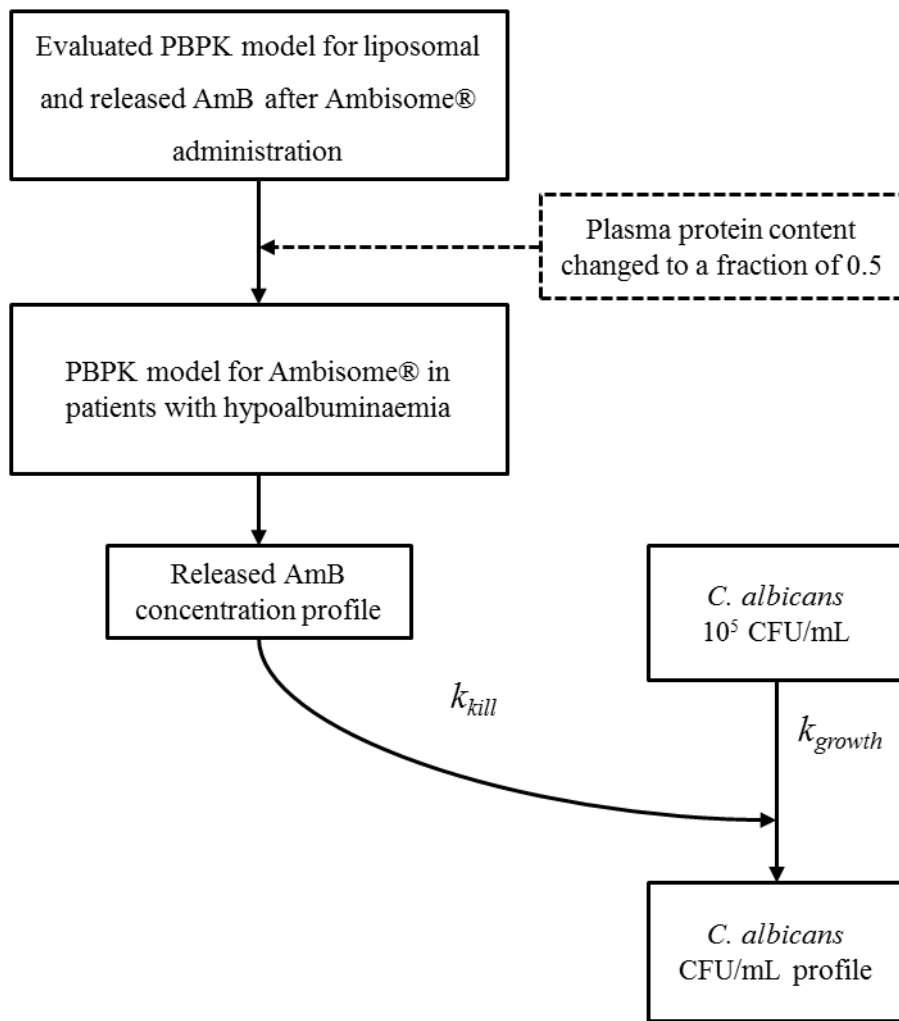 Evaluated PBPK model for liposomal
and released AmB after Ambisome®
administration
Plasma protein content
changed to a fraction of 0.5
PBPK model for Ambisome® in
patients with hypoalbuminaemia
Released AmB
concentration profile
C. albicans
10⁵ CFU/mL
k_kill
k_growth
C. albicans
CFU/mL profile